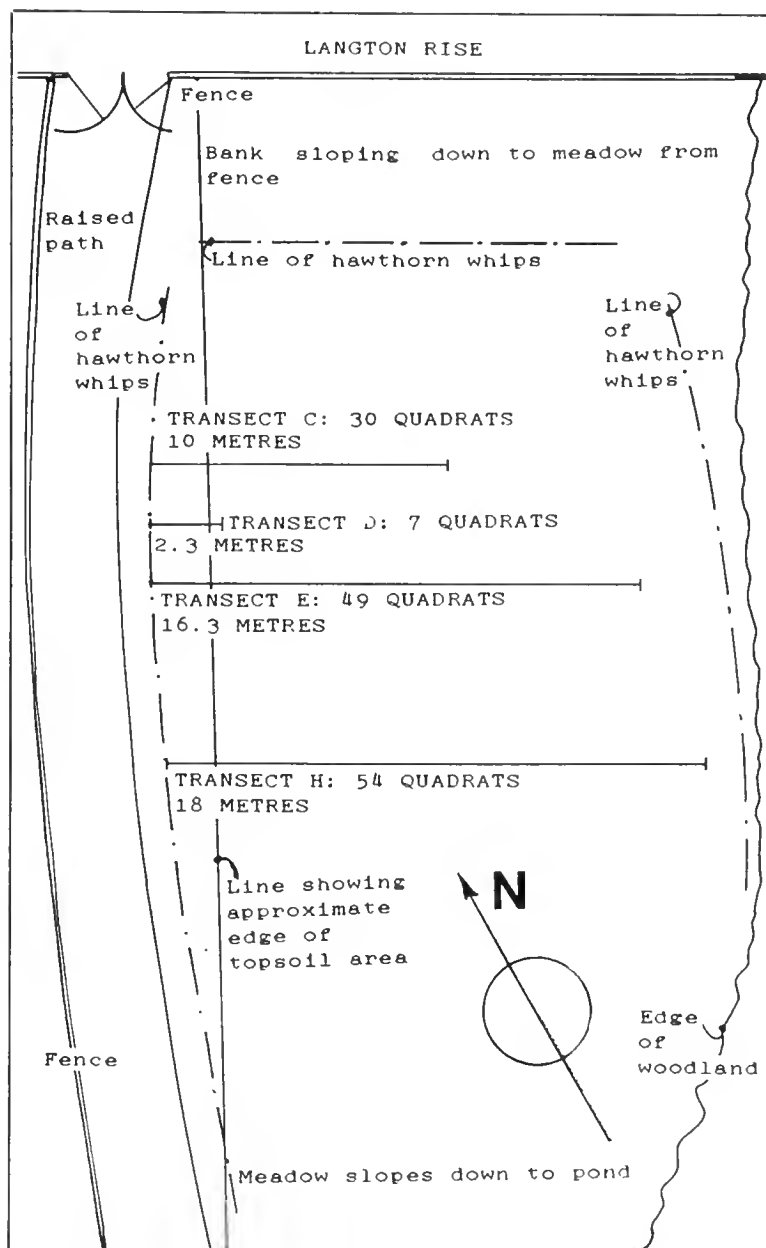 LANGTON RISE
Fence
Bank sloping down to meadow from
fence
Raised
path
Line of hawthorn whips
Line
of
hawthorn
whips
Line
of
hawthorn
whips
TRANSECT C: 30 QUADRATS
10 METRES
TRANSECT D: 7 QUADRATS
2.3 METRES
TRANSECT E: 49 QUADRATS
16.3 METRES
TRANSECT H: 54 QUADRATS
18 METRES
Line showing
approximate
edge of
topsoil area
N
Edge
of
woodland
Fence
Meadow slopes down to pond